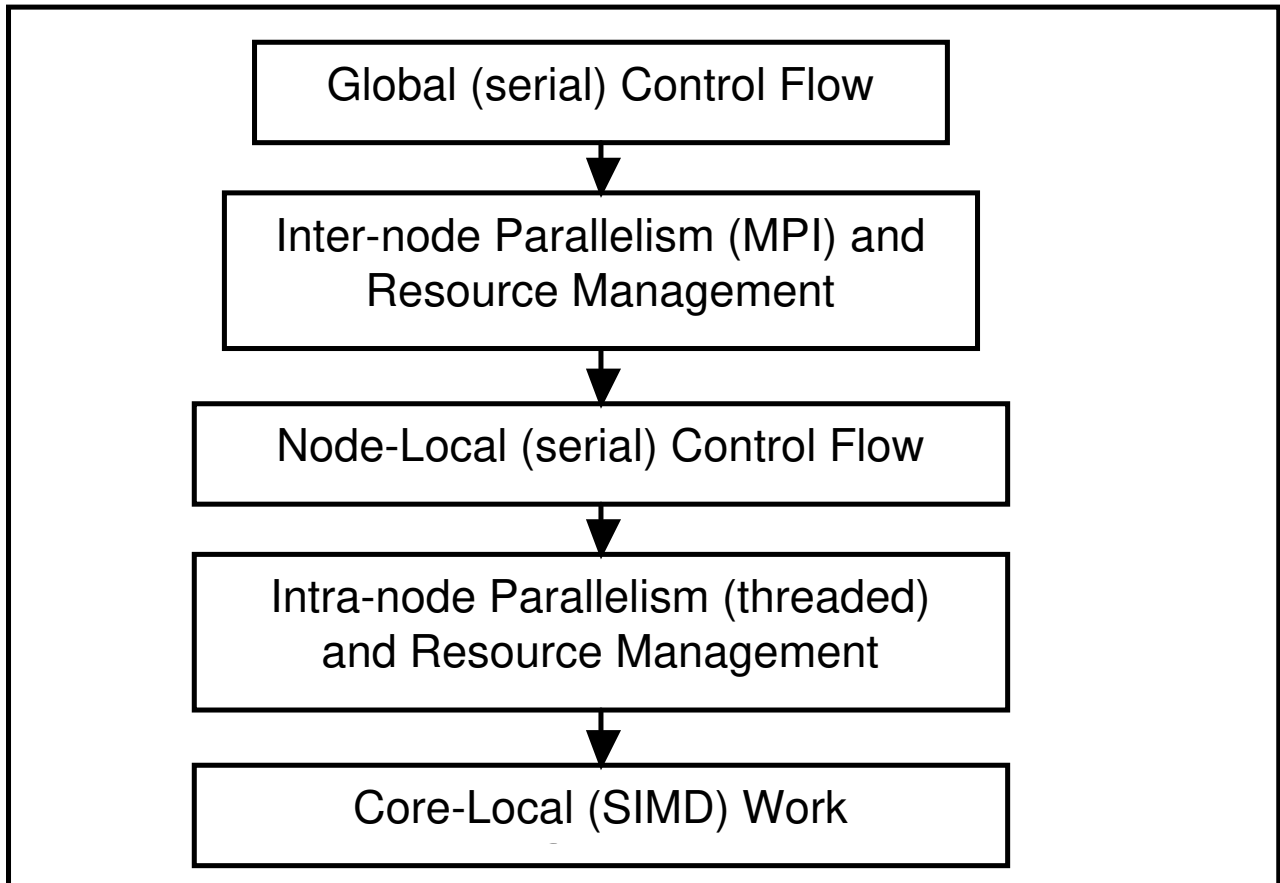 Global (serial) Control Flow
Inter-node Parallelism (MPI) and
Resource Management
Node-Local (serial) Control Flow
Intra-node Parallelism (threaded)
and Resource Management
Core-Local (SIMD) Work